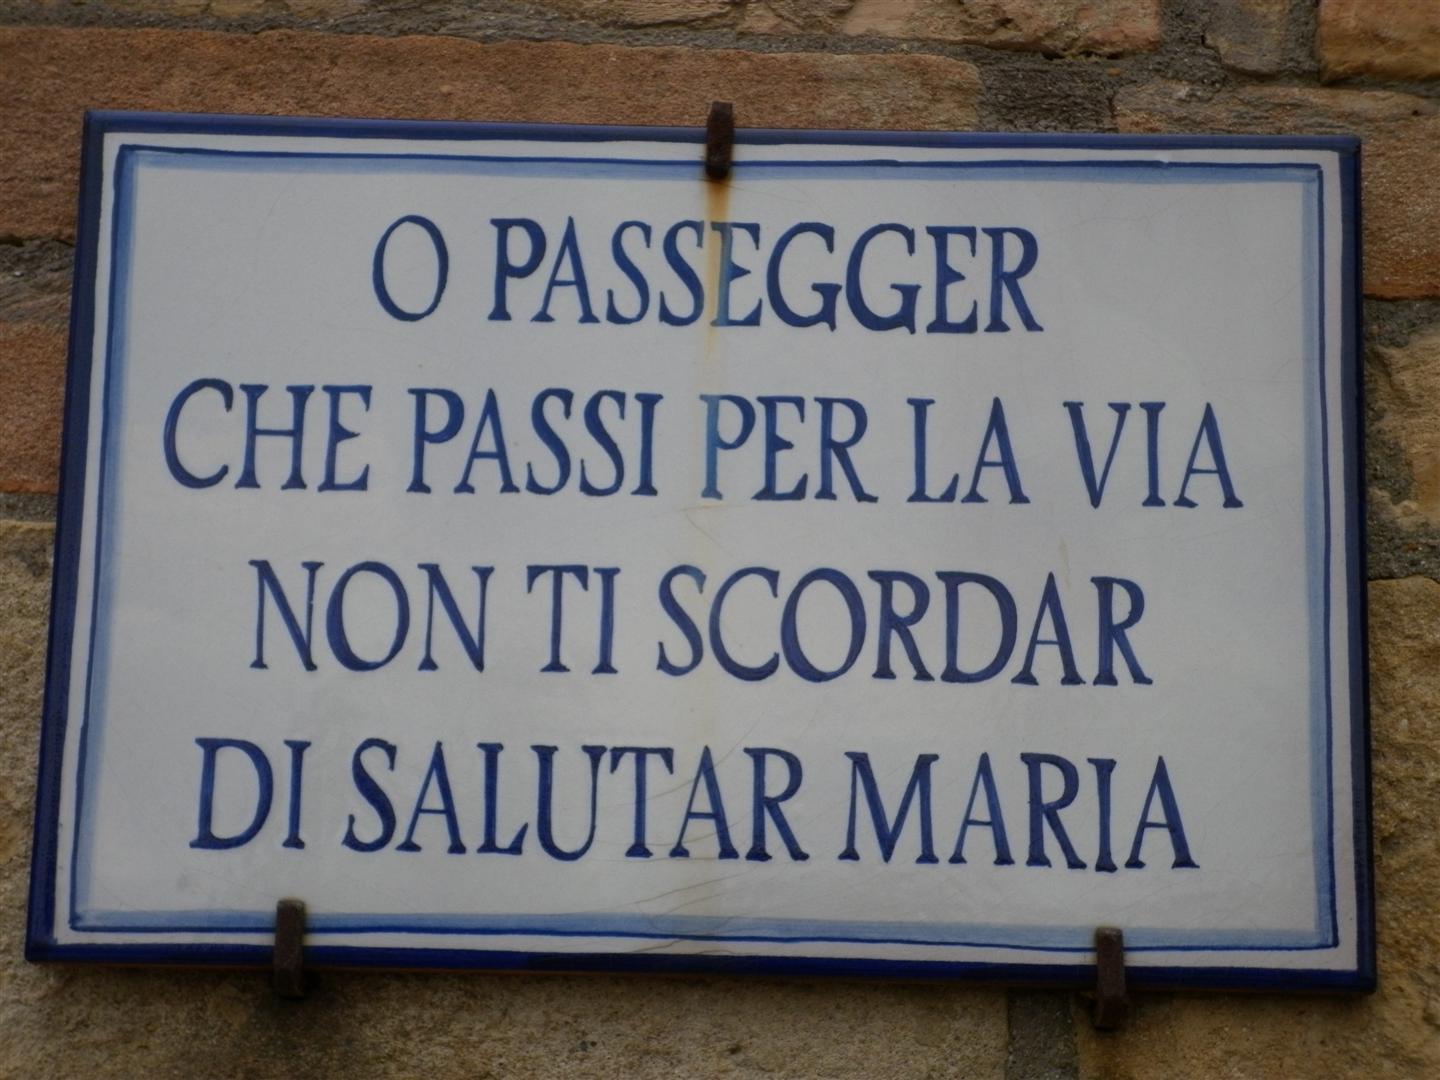 O PASSEGGER
CHE PASSI PER LA VIA
NON TI SCORDAR
DI SALUTAR MARIA